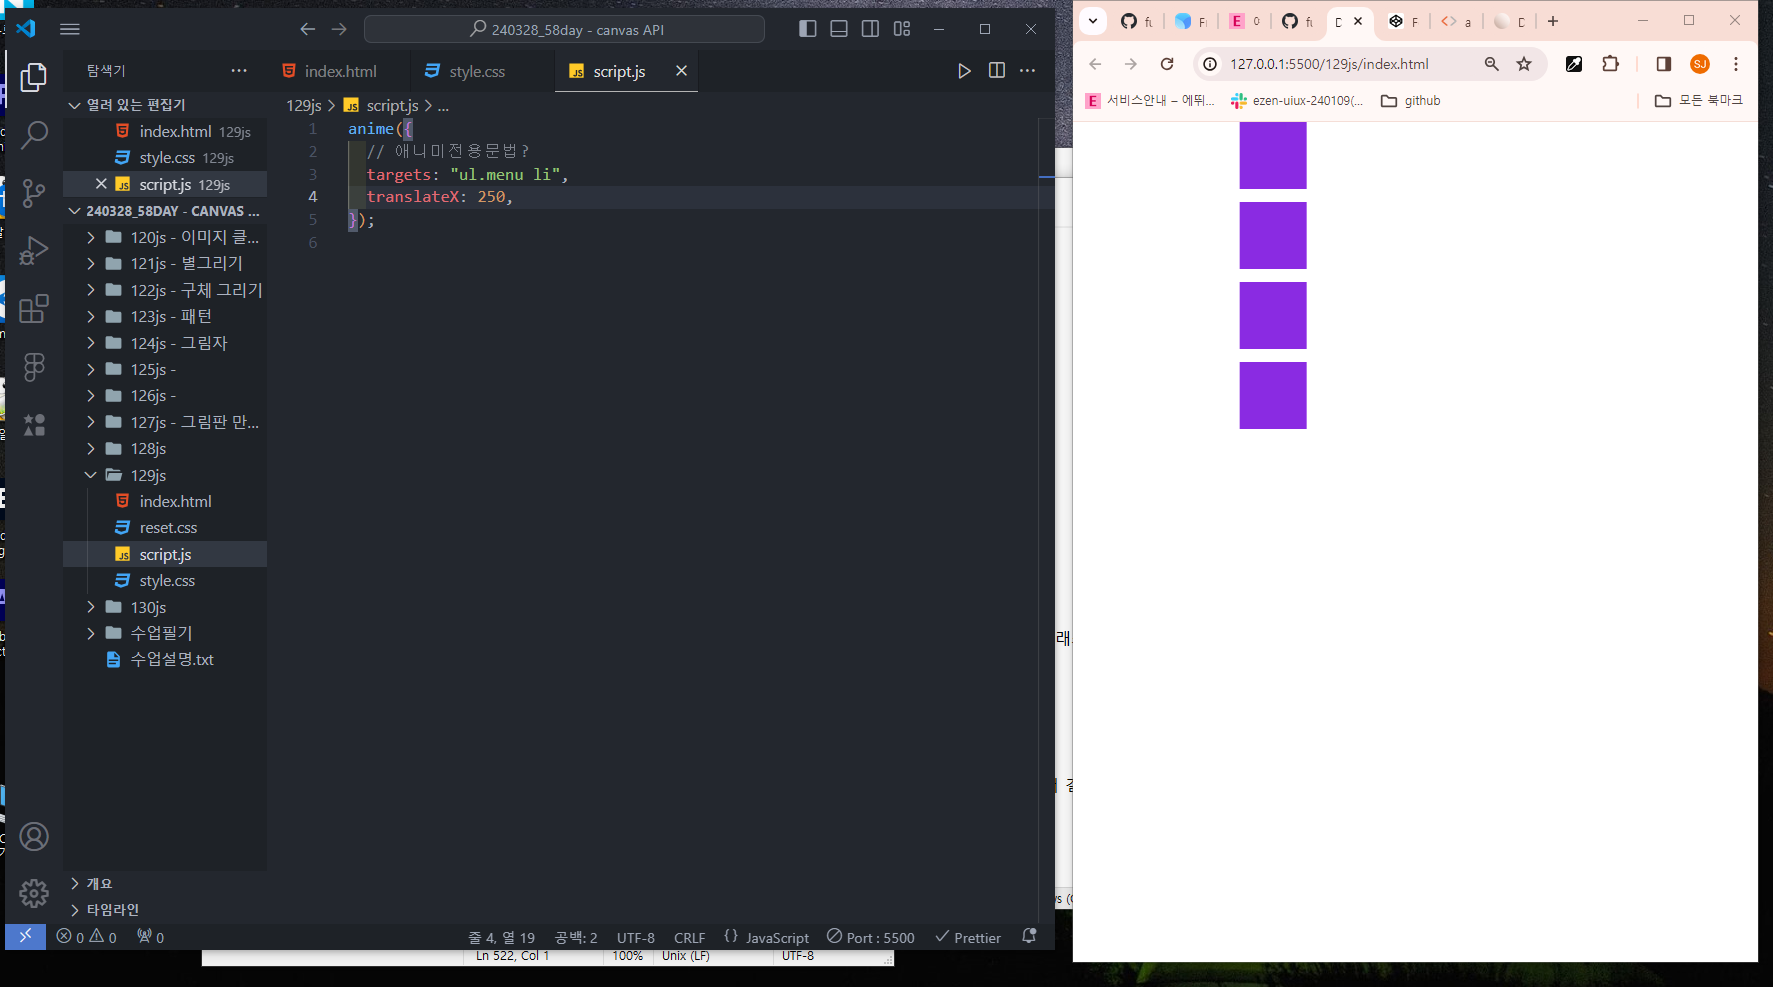 240328_58day - canvas API
탐색기
index.html
style.css
script.js
열려 있는 편집기
index.html 129js
style.css 129js
script.js 129js
240328_58DAY - CANVAS ...
120js - 이미지 클...
121js - 별그리기
122js - 구체 그리기
123js - 패턴
124js - 그림자
125js -
126js -
127js - 그림판 만...
128js
129js
index.html
reset.css
script.js
style.css
130js
수업필기
수업설명.txt
개요
타임라인
129js > script.js > ...
1 anime({
2 // 애니미전용문법?
3 targets: "ul.menu li",
4 translateX: 250,
5 });
6
0 0 0
줄 4, 열 19 공백: 2 UTF-8 CRLF {} JavaScript Port : 5500 Prettier
Ln 522, Col 1 100% Unix (LF) UTF-8
127.0.0.1:5500/129js/index.html
SJ
서비스안내 – 에뛰...
ezen-uiux-240109(...
github
모든 북마크
래